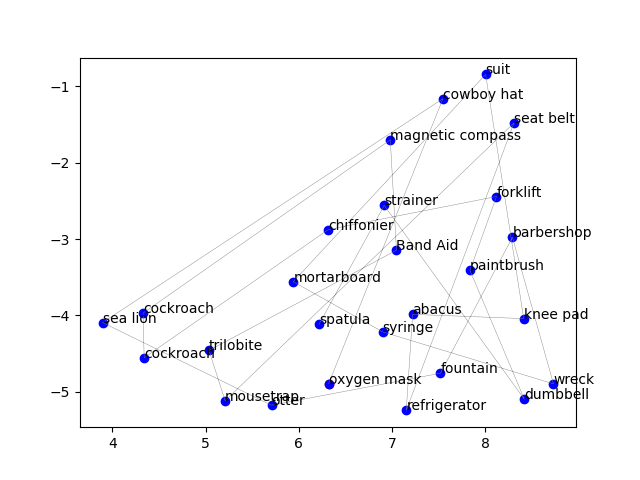 suit
cowboy hat
−1
seat belt
magnetic compass
−2
forklift
strainer
chiffonier
barbershop
−3
Band Aid
paintbrush
mortarboard
cockroach
abacus
−4
sea lion
spatula
syringe
knee pad
trilobite
cockroach
fountain
oxygen mask
wreck
−5
mousetrap
otter
refrigerator
dumbbell
4 5 6 7 8